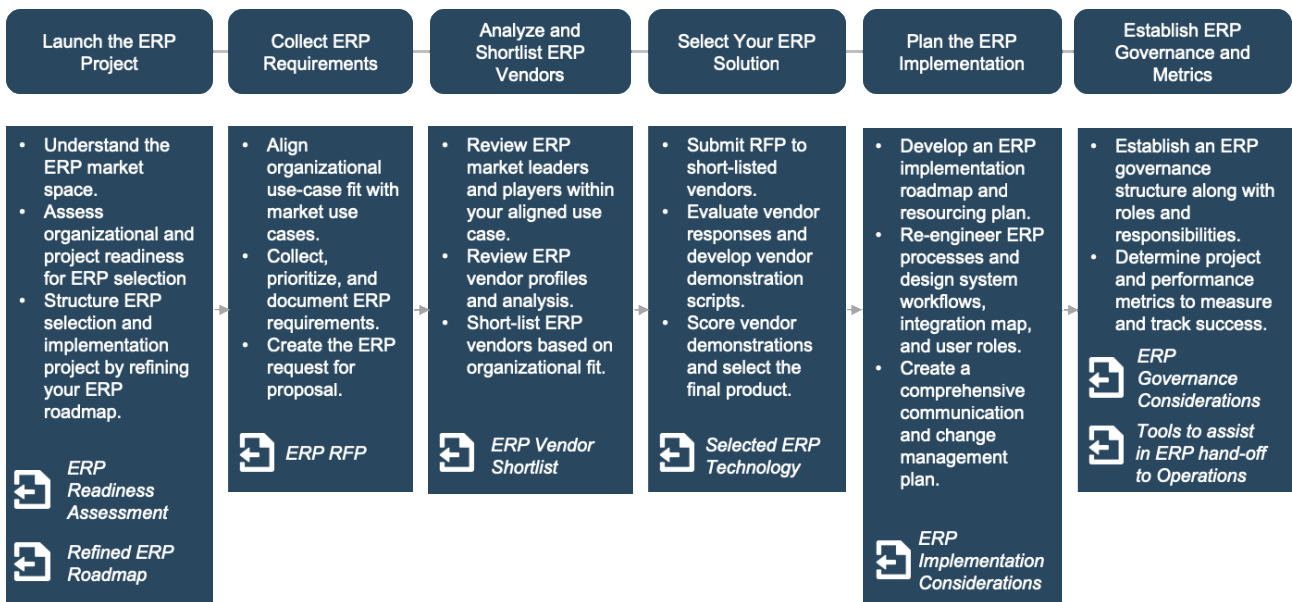 Launch the ERP
Project
Collect ERP
Requirements
Analyze and
Shortlist ERP
Vendors
Select Your ERP
Solution
Plan the ERP
Implementation
Establish ERP
Governance and
Metrics
• Understand the
ERP market
space.
• Assess
organizational and
project readiness
for ERP selection
• Structure ERP
selection and
implementation
project by refining
your ERP
roadmap.
ERP
Readiness
Assessment
Refined ERP
Roadmap
• Align
organizational
use-case fit with
market use
cases.
• Collect,
prioritize, and
document ERP
requirements.
• Create the ERP
request for
proposal.
ERP RFP
• Review ERP
market leaders
and players within
your aligned use
case.
• Review ERP
vendor profiles
and analysis.
• Short-list ERP
vendors based on
organizational fit.
ERP Vendor
Shortlist
• Submit RFP to
short-listed
vendors.
• Evaluate vendor
responses and
develop vendor
demonstration
scripts.
• Score vendor
demonstrations
and select the
final product.
Selected ERP
Technology
• Develop an ERP
implementation
roadmap and
resourcing plan.
• Re-engineer ERP
processes and
design system
workflows,
integration map,
and user roles.
• Create a
comprehensive
communication
and change
management
plan.
ERP
Implementation
Considerations
• Establish an ERP
governance
structure along with
roles and
responsibilities.
• Determine project
and performance
metrics to measure
and track success.
ERP
Governance
Considerations
Tools to assist
in ERP hand-off
to Operations